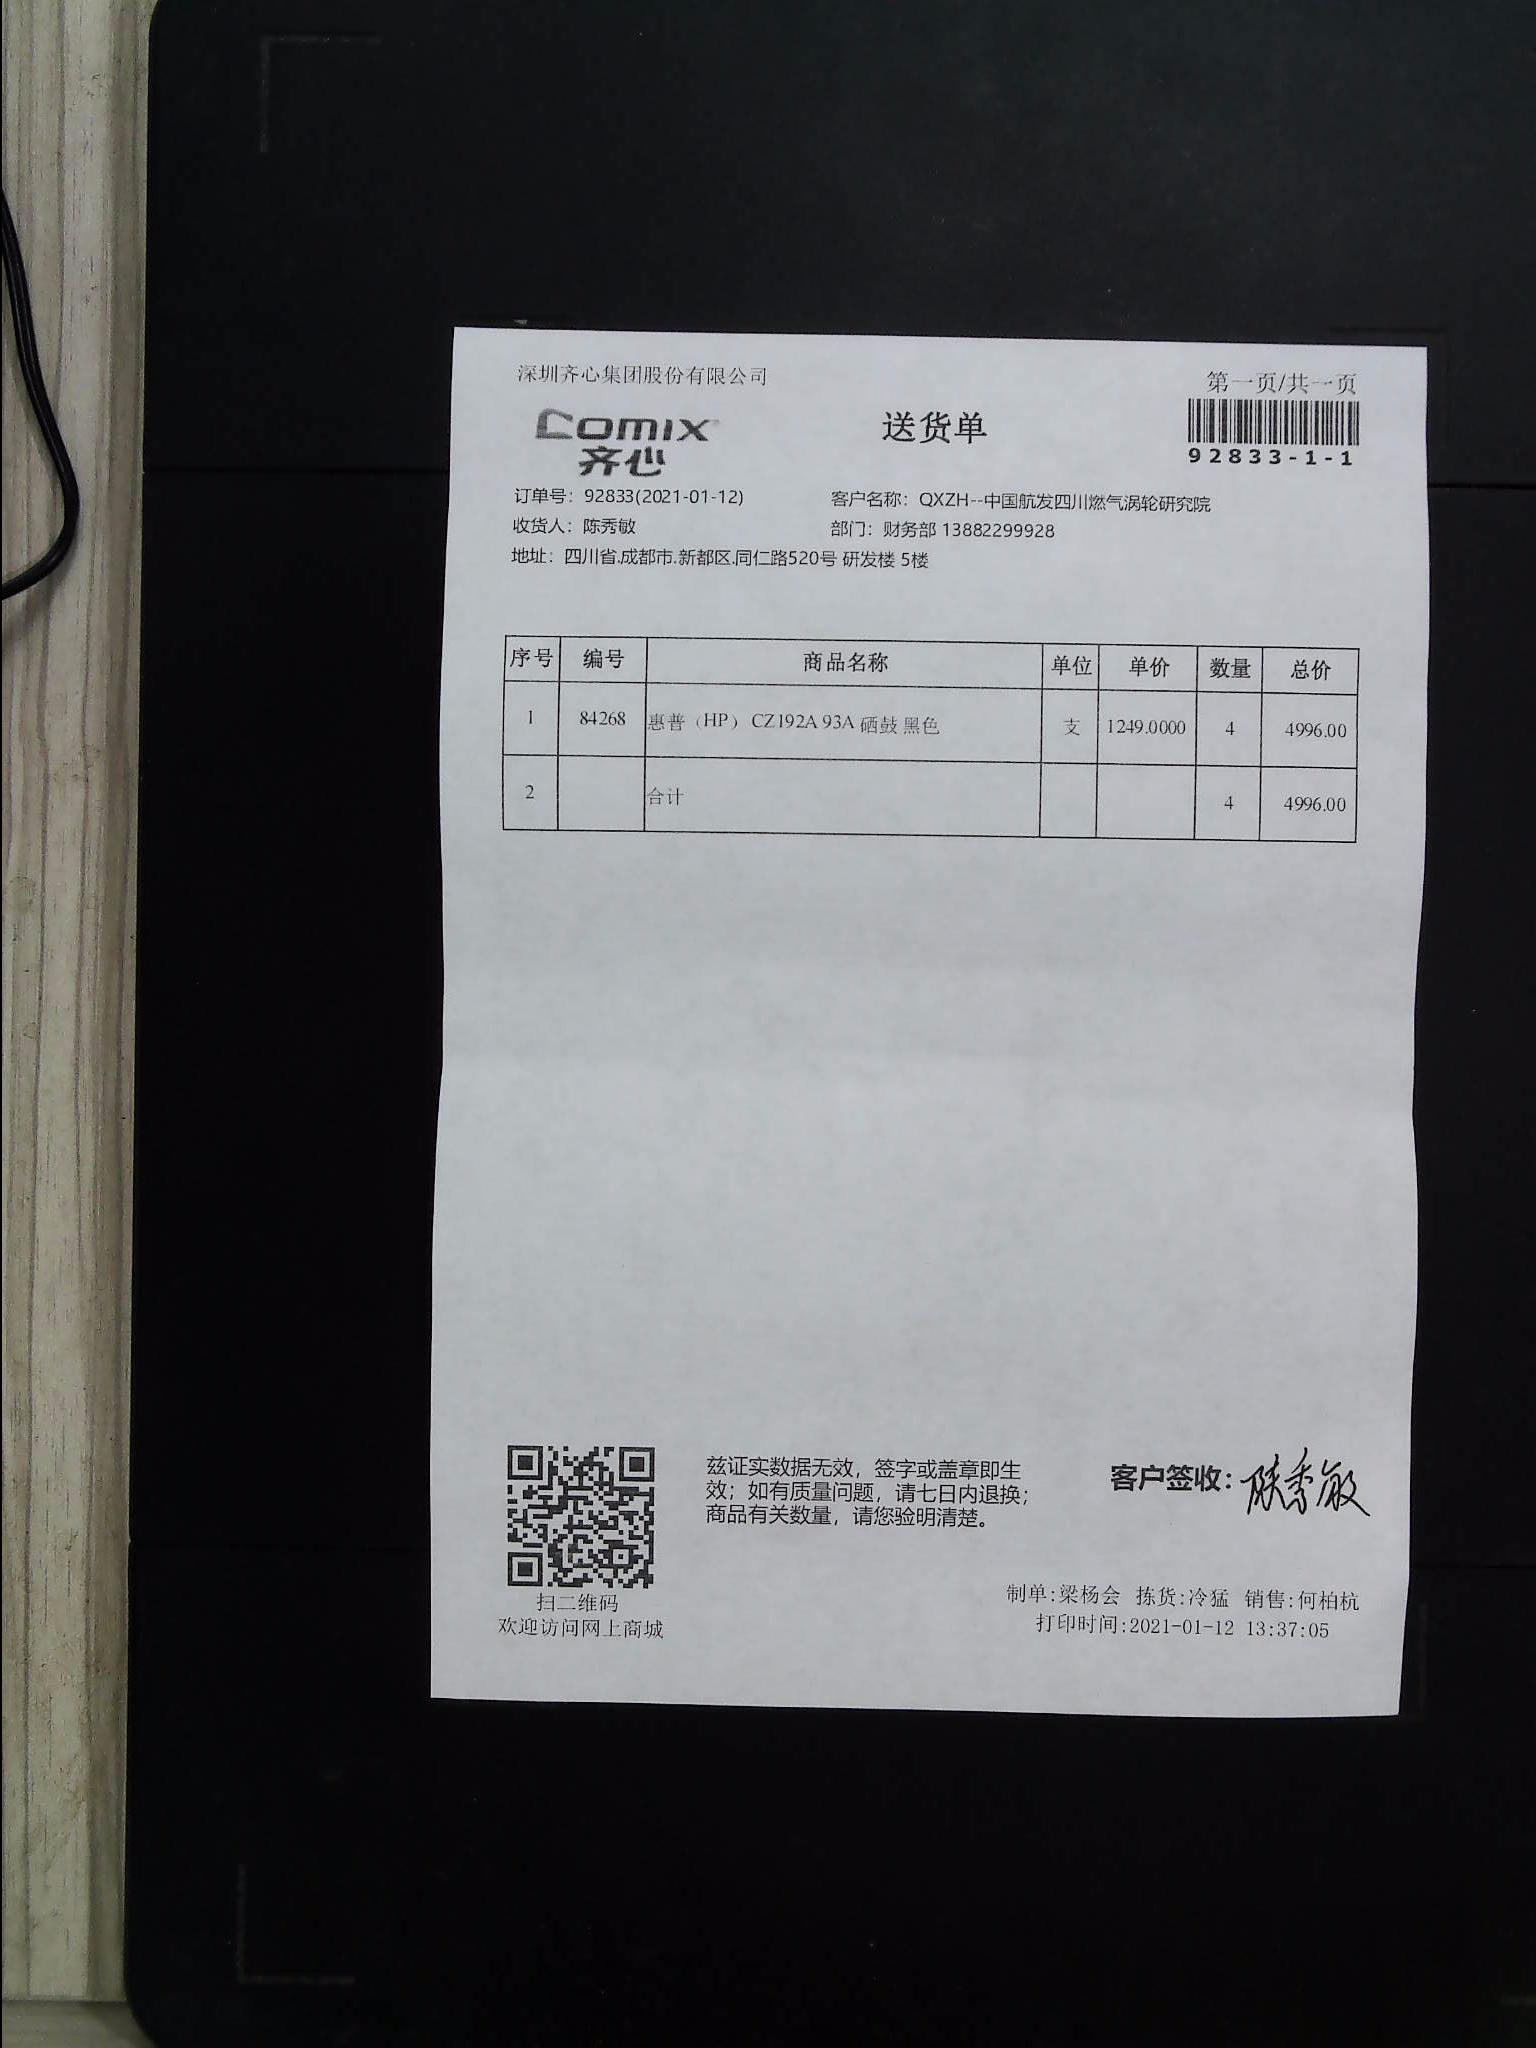 深圳齐心集团股份有限公司
第一页/共一页
comix
齐心
送货单
92833-1-1
订单号：92833(2021-01-12) 客户名称：QXZH--中国航发四川燃气涡轮研究院
收货人：陈秀敏 部门：财务部 13882299928
地址：四川省.成都市.新都区.同仁路520号 研发楼 5楼
序号 编号 商品名称 单位 单价 数量 总价
1 84268 惠普（HP） CZ192A 93A 硒鼓 黑色 支 1249.0000 4 4996.00
2 合计 4 4996.00
兹证实数据无效，签字或盖章即生
效；如有质量问题，请七日内退换；
商品有关数量，请您验明清楚。
客户签收：陈秀敏
扫二维码
欢迎访问网上商城
制单:梁杨会 拣货:冷猛 销售:何柏杭
打印时间:2021-01-12 13:37:05